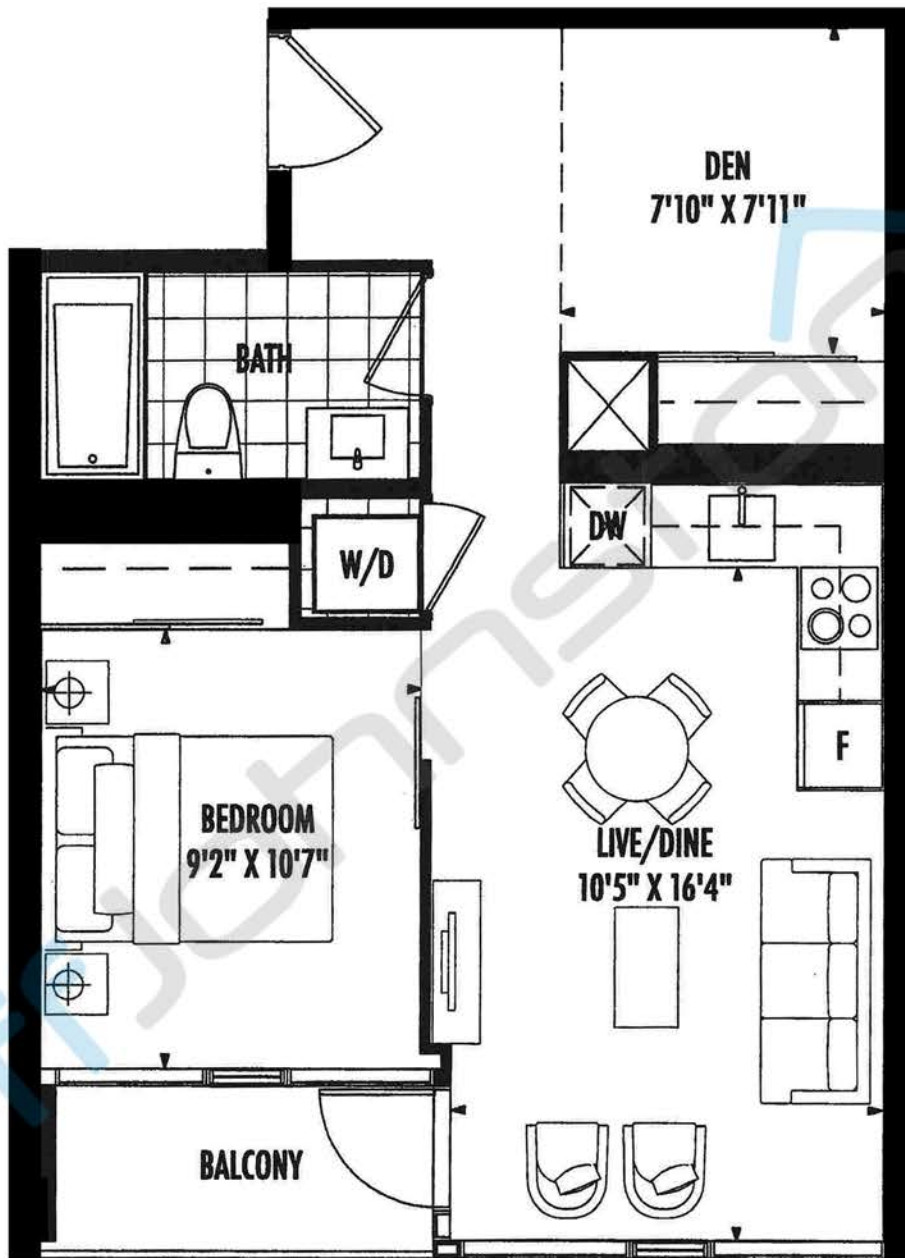 DEN
7'10" X 7'11"
BATH
DW
W/D
F
BEDROOM
9'2" X 10'7"
LIVE/DINE
10'5" X 16'4"
BALCONY